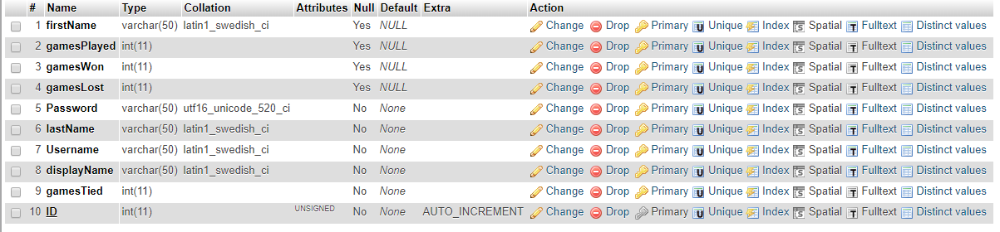 # Name Type Collation Attributes Null Default Extra Action
1 firstName varchar(50) latin1_swedish_ci Yes NULL Change Drop Primary Unique Index Spatial Fulltext Distinct values
2 gamesPlayed int(11) Yes NULL Change Drop Primary Unique Index Spatial Fulltext Distinct values
3 gamesWon int(11) Yes NULL Change Drop Primary Unique Index Spatial Fulltext Distinct values
4 gamesLost int(11) Yes NULL Change Drop Primary Unique Index Spatial Fulltext Distinct values
5 Password varchar(50) utf16_unicode_520_ci No None Change Drop Primary Unique Index Spatial Fulltext Distinct values
6 lastName varchar(50) latin1_swedish_ci No None Change Drop Primary Unique Index Spatial Fulltext Distinct values
7 Username varchar(50) latin1_swedish_ci No None Change Drop Primary Unique Index Spatial Fulltext Distinct values
8 displayName varchar(50) latin1_swedish_ci No None Change Drop Primary Unique Index Spatial Fulltext Distinct values
9 gamesTied int(11) No None Change Drop Primary Unique Index Spatial Fulltext Distinct values
10 ID int(11) UNSIGNED No None AUTO_INCREMENT Change Drop Primary Unique Index Spatial Fulltext Distinct values